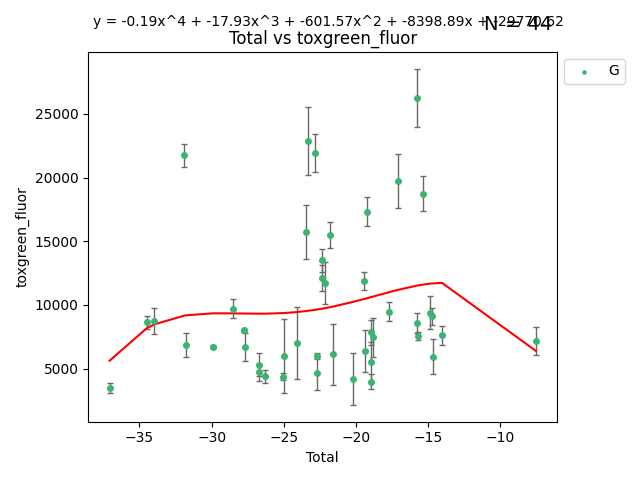 y = -0.19x^4 + -17.93x^3 + -601.57x^2 + -8398.89x + N = 44
Total vs toxgreen_fluor
G
25000
20000
15000
10000
5000
toxgreen_fluor
−35
−30
−25
−20
−15
−10
Total